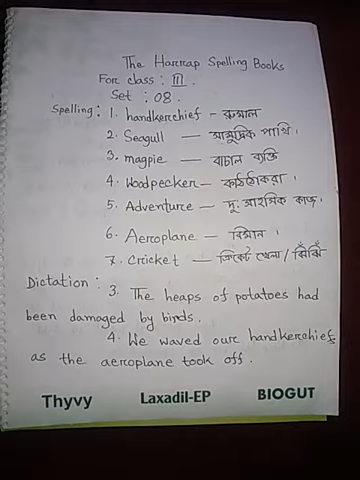 The Harrap Spelling Books
For class : III
Set : 08.
Spelling : 1. handkerchief - রুমাল
2. Seagull — সামুদ্রিক পাখি।
3. magpie — বাচাল ব্যক্তি
4. Woodpecker – কাঠঠোকরা।
5. Adventure — দু: সাহসিক কাজ।
6. Aeroplane – বিমান।
7. Cricket — ক্রিকেট খেলা / ঝিঁঝিঁ
Dictation : 3. The heaps of potatoes had
been damaged by birds.
4. We waved our handkerchiefs
as the aeroplane took off.
Thyvy Laxadil-EP BIOGUT